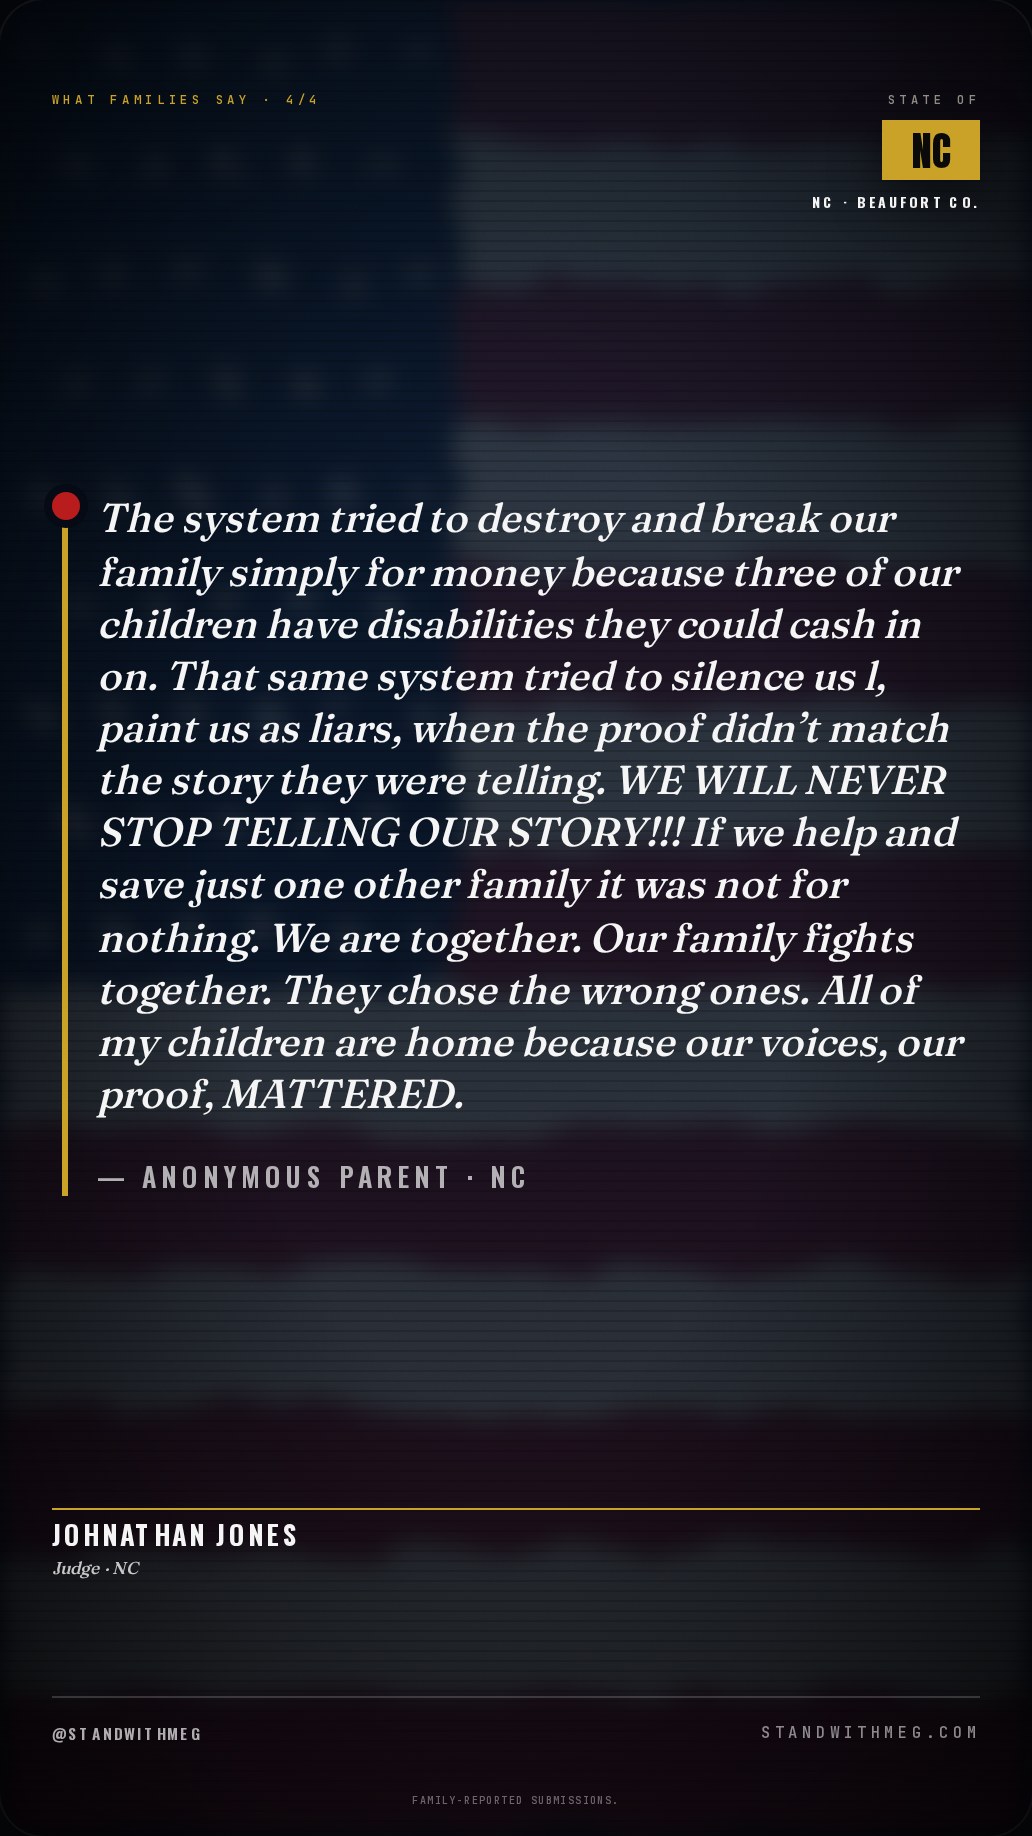 WHAT FAMILIES SAY · 4/4
STATE OF
NC
NC · BEAUFORT CO.
The system tried to destroy and break our
family simply for money because three of our
children have disabilities they could cash in
on. That same system tried to silence us l,
paint us as liars, when the proof didn’t match
the story they were telling. WE WILL NEVER
STOP TELLING OUR STORY!!! If we help and
save just one other family it was not for
nothing. We are together. Our family fights
together. They chose the wrong ones. All of
my children are home because our voices, our
proof, MATTERED.
— ANONYMOUS PARENT · NC
JOHNATHAN JONES
Judge · NC
@STANDWITHMEG
STANDWITHMEG.COM
FAMILY-REPORTED SUBMISSIONS.